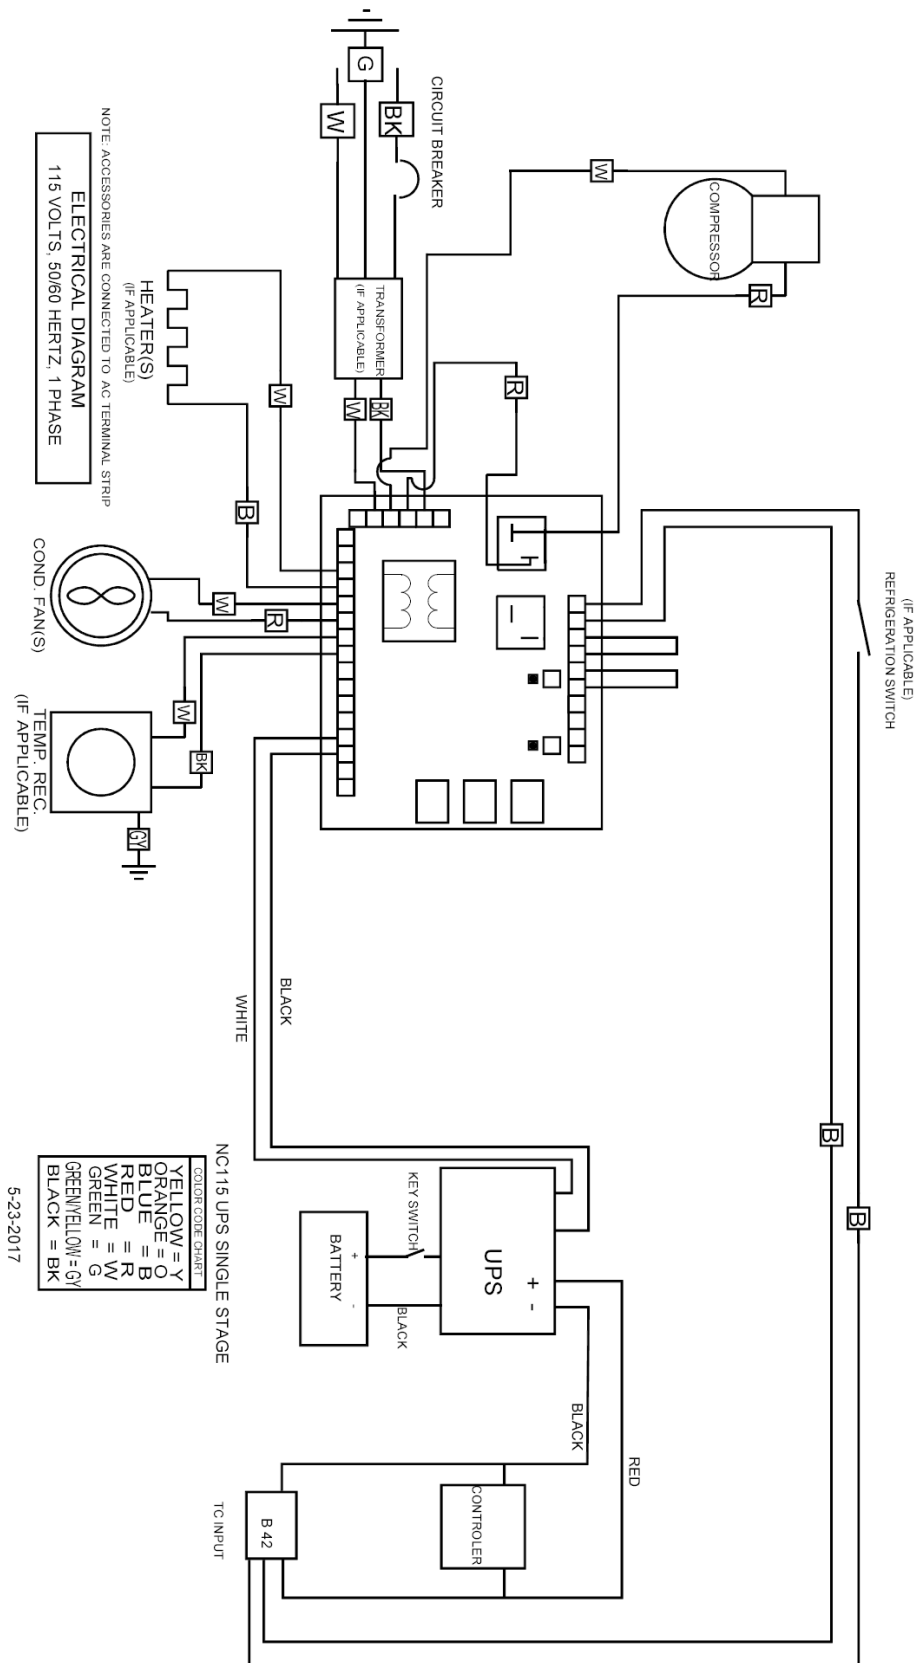 (IF APPLICABLE)
REFRIGERATION SWITCH
COMPRESSOR
W
R
CIRCUIT BREAKER
G
BK
W
TRANSFORMER
(IF APPLICABLE)
W
BK
R
HEATER(S)
(IF APPLICABLE)
W
B
NOTE: ACCESSORIES ARE CONNECTED TO AC TERMINAL STRIP
ELECTRICAL DIAGRAM
115 VOLTS, 50/60 HERTZ, 1 PHASE
COND. FAN(S)
W
R
TEMP. REC.
(IF APPLICABLE)
W
BK
GY
BLACK
WHITE
B
B
UPS
+
-
KEY SWITCH
BATTERY
+
-
BLACK
BLACK
RED
CONTROLER
B 42
TC INPUT
NC115 UPS SINGLE STAGE
COLOR CODE CHART
YELLOW = Y
ORANGE = O
BLUE = B
RED = R
WHITE = W
GREEN = G
GREEN/YELLOW = GY
BLACK = BK
5-23-2017